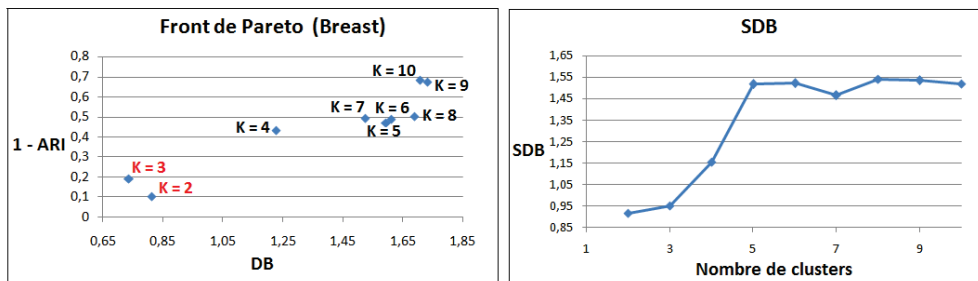 Front de Pareto (Breast)
0,8
0,7
0,6
0,5
0,4
0,3
0,2
0,1
0
1 - ARI
K = 10
K = 9
K = 7
K = 6
K = 8
K = 5
K = 4
K = 3
K = 2
0,65 0,85 1,05 1,25 1,45 1,65 1,85
DB
SDB
1,65
1,55
1,45
1,35
1,25
1,15
1,05
0,95
0,85
SDB
1 3 5 7 9
Nombre de clusters